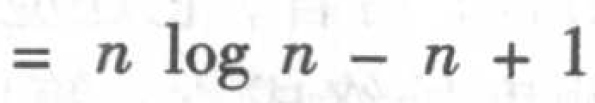 = n log n − n + 1